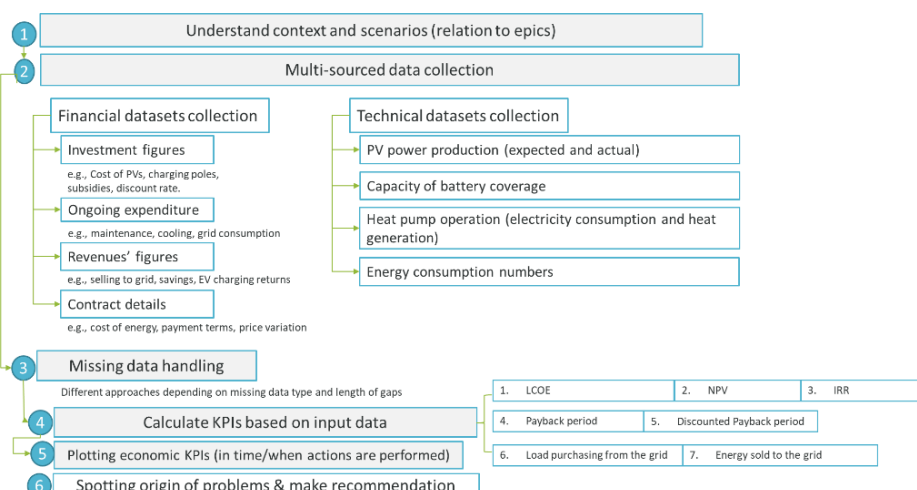 1
Understand context and scenarios (relation to epics)
2
Multi-sourced data collection
Financial datasets collection
Investment figures
e.g., Cost of PVs, charging poles,
subsidies, discount rate.
Ongoing expenditure
e.g., maintenance, cooling, grid consumption
Revenues’ figures
e.g., selling to grid, savings, EV charging returns
Contract details
e.g., cost of energy, payment terms, price variation
Technical datasets collection
PV power production (expected and actual)
Capacity of battery coverage
Heat pump operation (electricity consumption and heat
generation)
Energy consumption numbers
3
Missing data handling
Different approaches depending on missing data type and length of gaps
4
Calculate KPIs based on input data
1. LCOE
2. NPV
3. IRR
4. Payback period
5. Discounted Payback period
6. Load purchasing from the grid
7. Energy sold to the grid
5
Plotting economic KPIs (in time/when actions are performed)
6
Spotting origin of problems & make recommendation